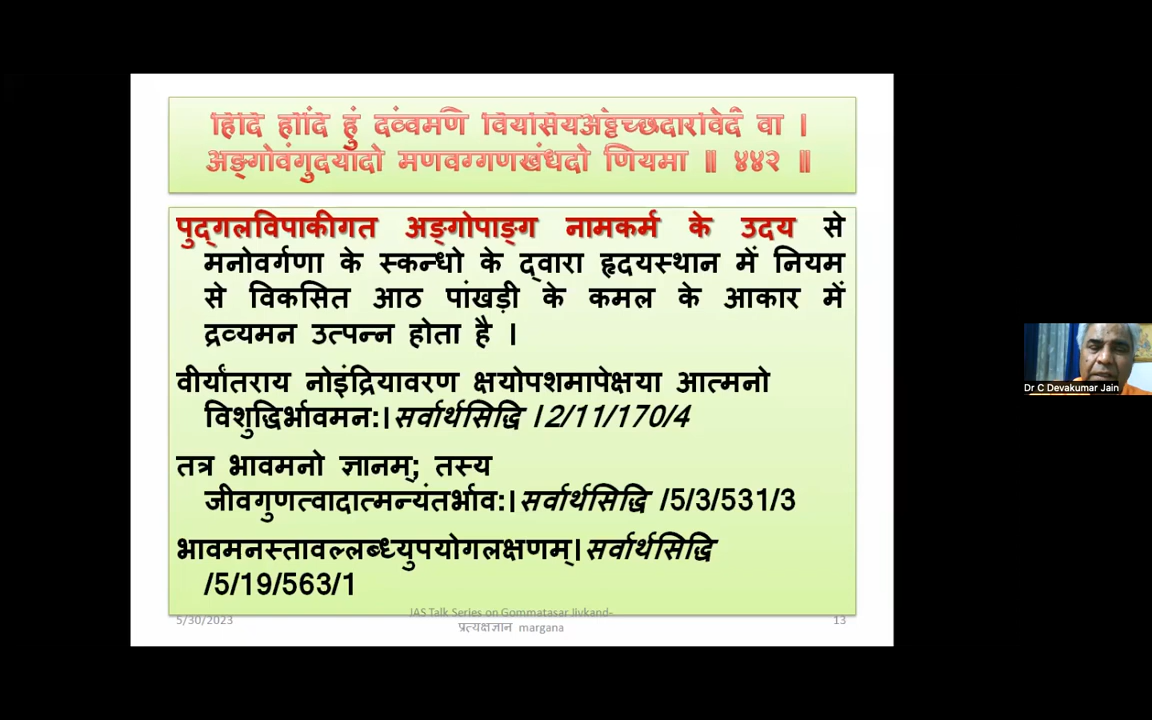 हिदि होदि हु दव्वमणं वियसियअट्ठच्छदारविंदं वा |
अङ्गोवंगुदयादो मणवग्गणखंधदो णियमा ॥ ४४२ ॥
पुद्गलविपाकीगत अङ्गोपाङ्ग नामकर्म के उदय से
मनोवर्गणा के स्कन्धो के द्वारा हृदयस्थान में नियम
से विकसित आठ पांखड़ी के कमल के आकार में
द्रव्यमन उत्पन्न होता है ।
वीर्यांतराय नोइंद्रियावरण क्षयोपशमापेक्षया आत्मनो
विशुद्धिर्भावमन:। सर्वार्थसिद्धि ।2/11/170/4
तत्र भावमनो ज्ञानम्; तस्य
जीवगुणत्वादात्मन्यंतर्भाव:। सर्वार्थसिद्धि /5/3/531/3
भावमनस्तावल्लब्ध्युपयोगलक्षणम्। सर्वार्थसिद्धि
/5/19/563/1
5/30/2023
JAS Talk Series on Gommatasar Jivkand-
प्रत्यक्षज्ञान margana
13
Dr C Devakumar Jain